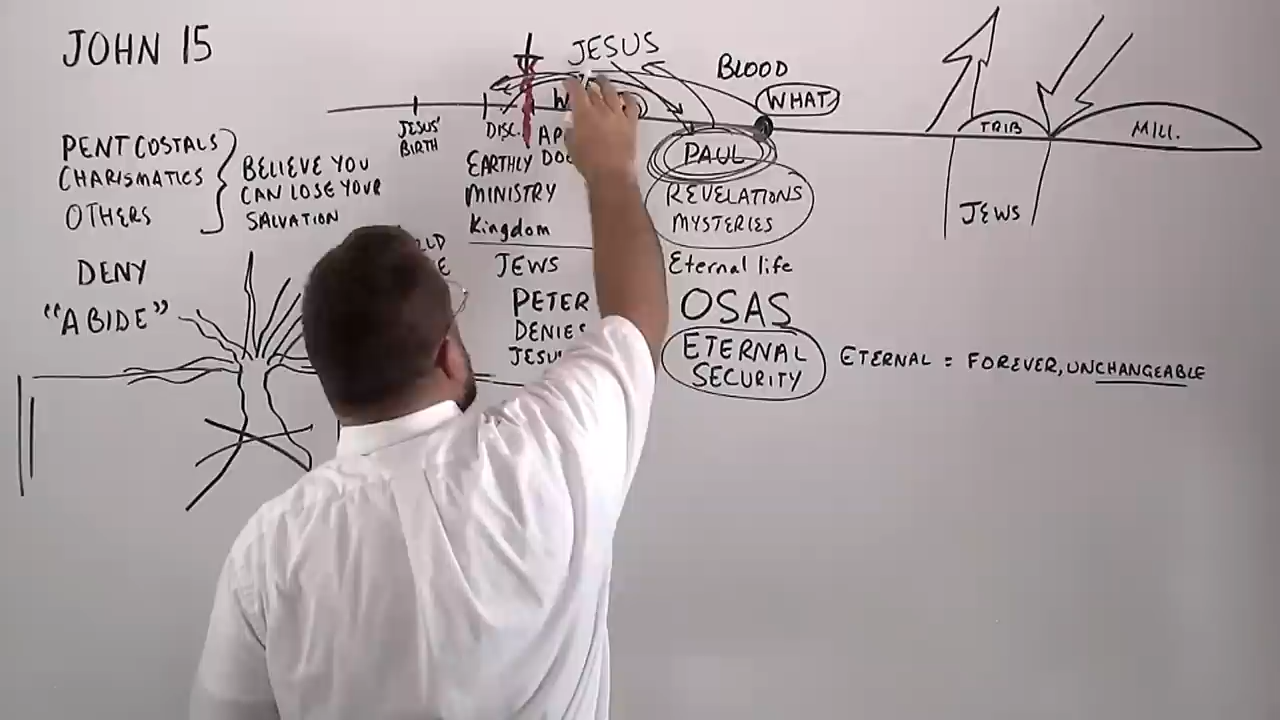 JOHN 15
JESUS
BLOOD
WHAT
JESUS'
BIRTH
DISC.
PAUL
TRIB
MILL.
PENTCOSTALS
CHARISMATICS
OTHERS
BELIEVE YOU
CAN LOSE YOUR
SALVATION
EARTHLY
MINISTRY
Kingdom
REVELATIONS
MYSTERIES
JEWS
DENY
"ABIDE"
JEWS
PETER
DENIES
Eternal life
OSAS
ETERNAL
SECURITY
ETERNAL = FOREVER, UNCHANGEABLE